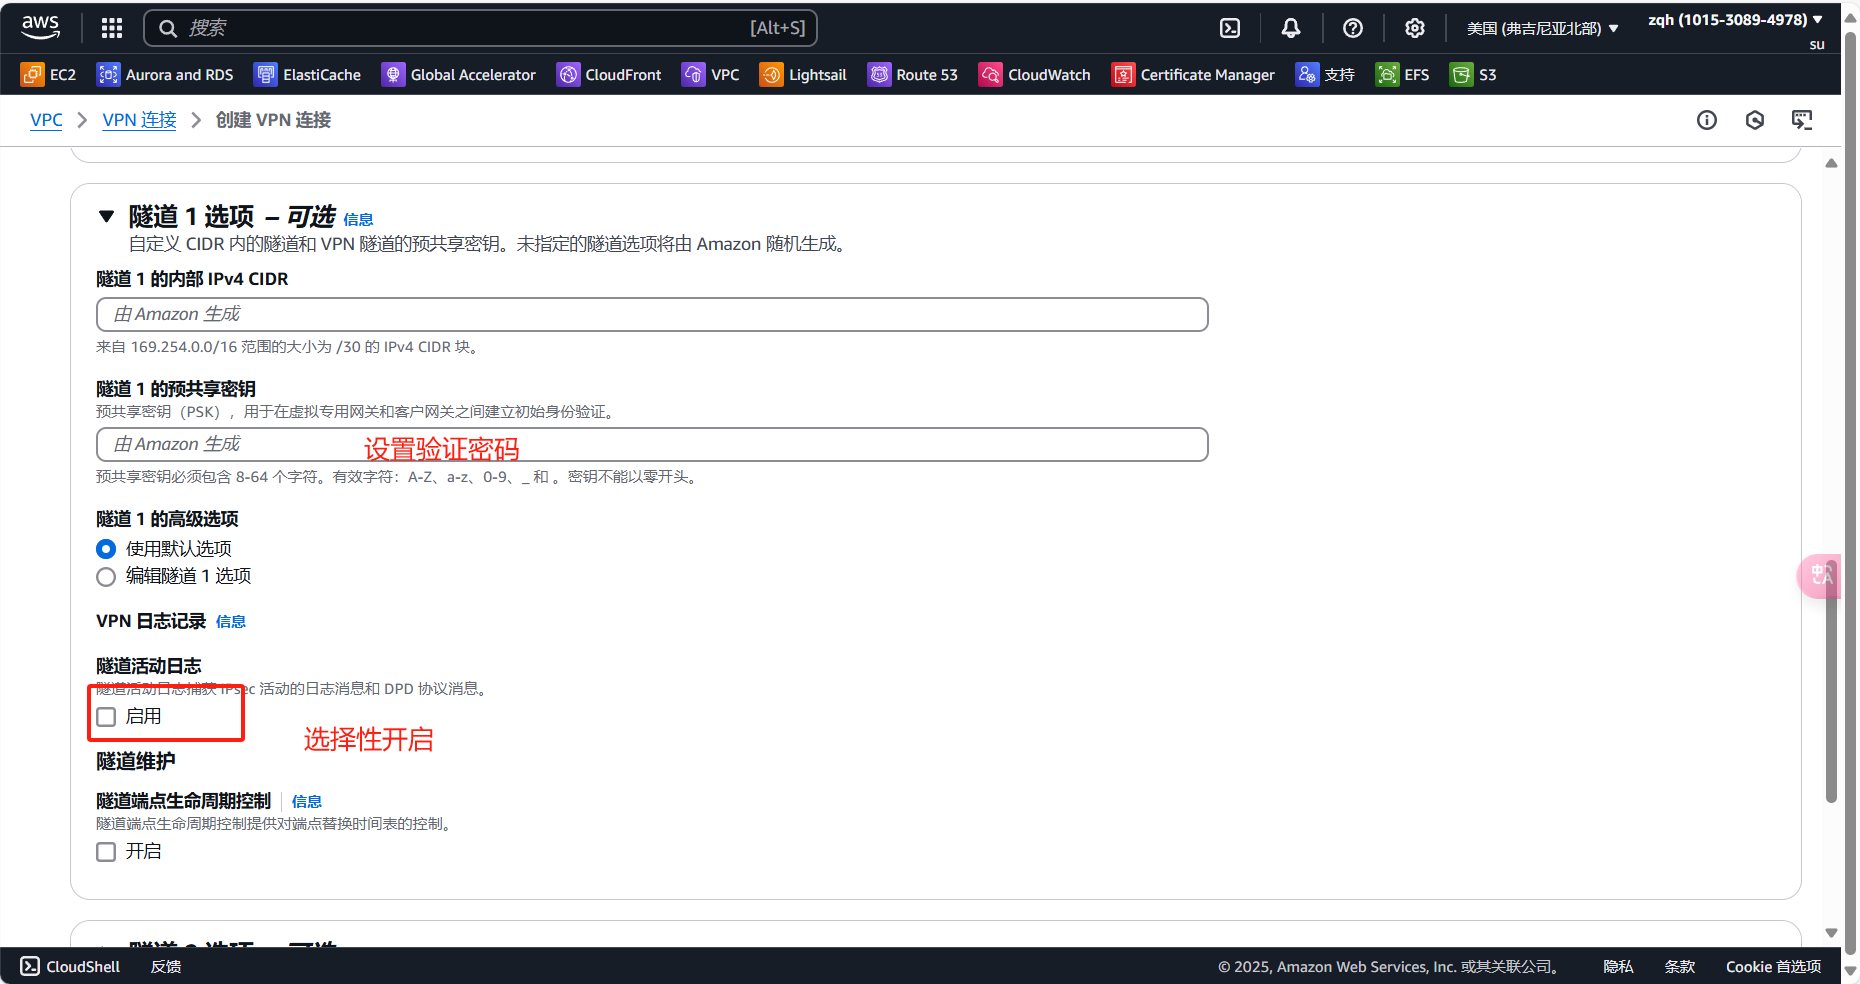 aws
搜索 [Alt+S] 美国 (弗吉尼亚北部) ▼ zqh (1015-3089-4978) ▼
su
EC2 Aurora and RDS ElastiCache Global Accelerator CloudFront VPC Lightsail Route 53 CloudWatch Certificate Manager 支持 EFS S3
VPC > VPN 连接 > 创建 VPN 连接
▼ 隧道 1 选项 – 可选 信息
自定义 CIDR 内的隧道和 VPN 隧道的预共享密钥。未指定的隧道选项将由 Amazon 随机生成。
隧道 1 的内部 IPv4 CIDR
由 Amazon 生成
来自 169.254.0.0/16 范围的大小为 /30 的 IPv4 CIDR 块。
隧道 1 的预共享密钥
预共享密钥（PSK），用于在虚拟专用网关和客户网关之间建立初始身份验证。
由 Amazon 生成 设置验证密码
预共享密钥必须包含 8-64 个字符。有效字符：A-Z、a-z、0-9、_ 和 。密钥不能以零开头。
隧道 1 的高级选项
使用默认选项
编辑隧道 1 选项
VPN 日志记录 信息
隧道活动日志
隧道活动日志捕获 IPsec 活动的日志消息和 DPD 协议消息。
启用
选择性开启
隧道维护
隧道端点生命周期控制 信息
隧道端点生命周期控制提供对端点替换时间表的控制。
开启
隧道 2 选项 – 可选
中A
CloudShell 反馈 © 2025, Amazon Web Services, Inc. 或其关联公司。 隐私 条款 Cookie 首选项